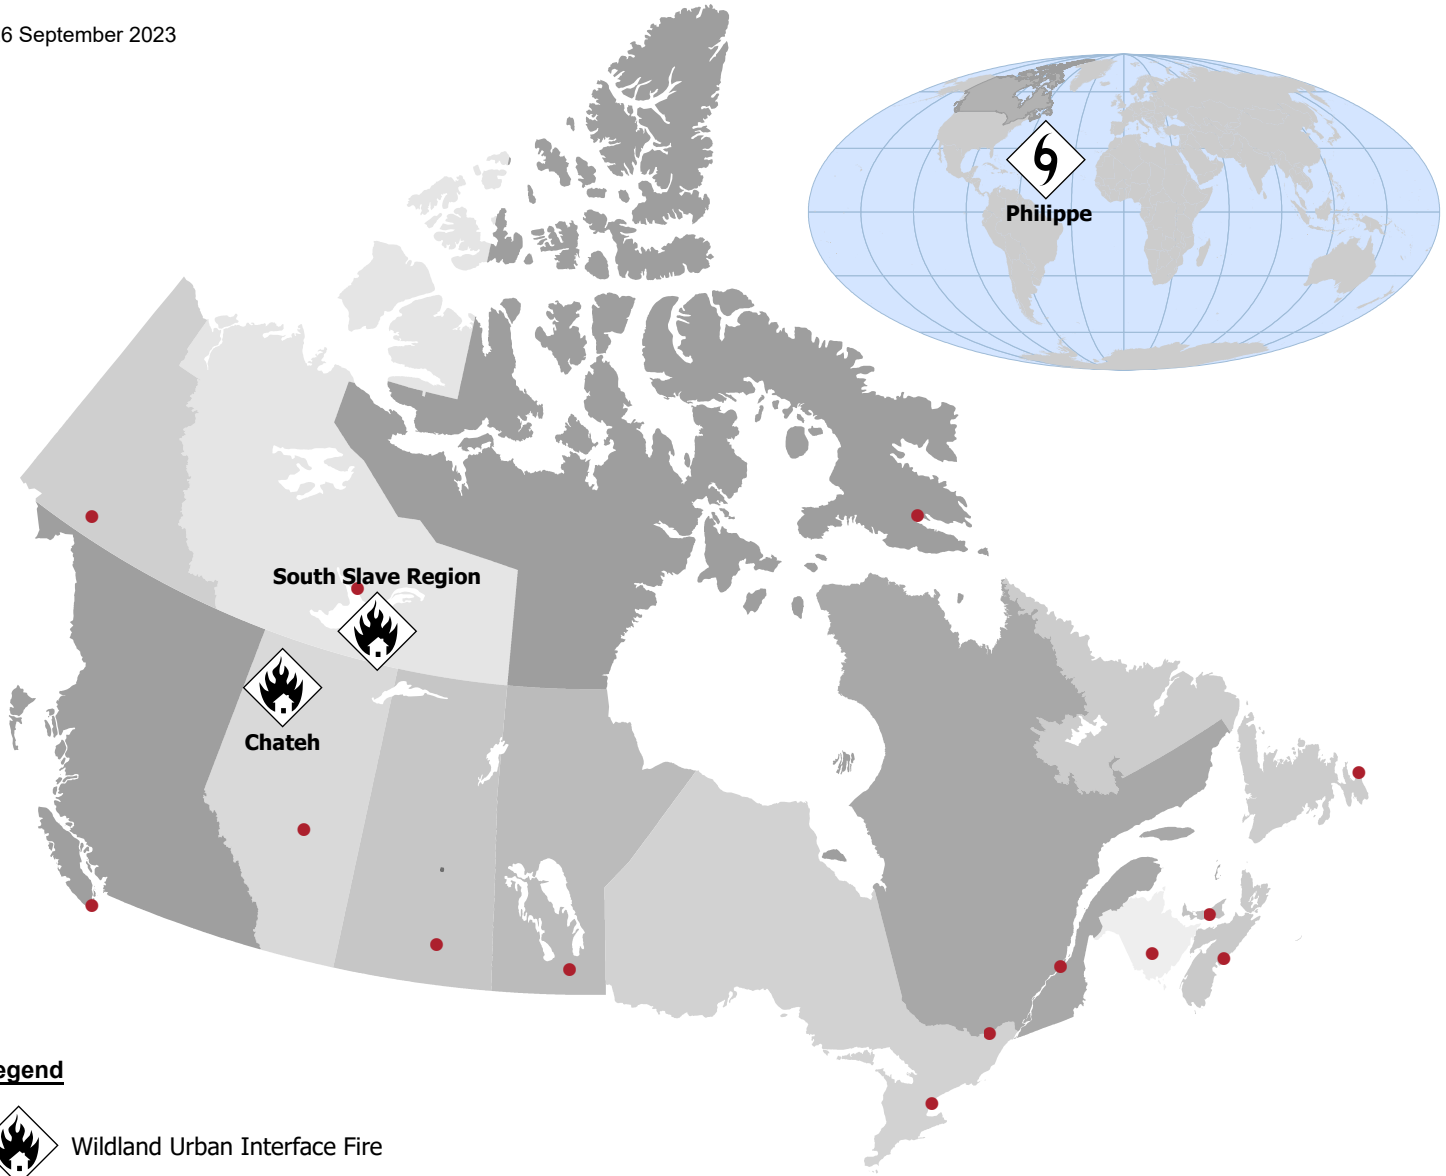 6 September 2023
Philippe
South Slave Region
Chateh
egend
Wildland Urban Interface Fire